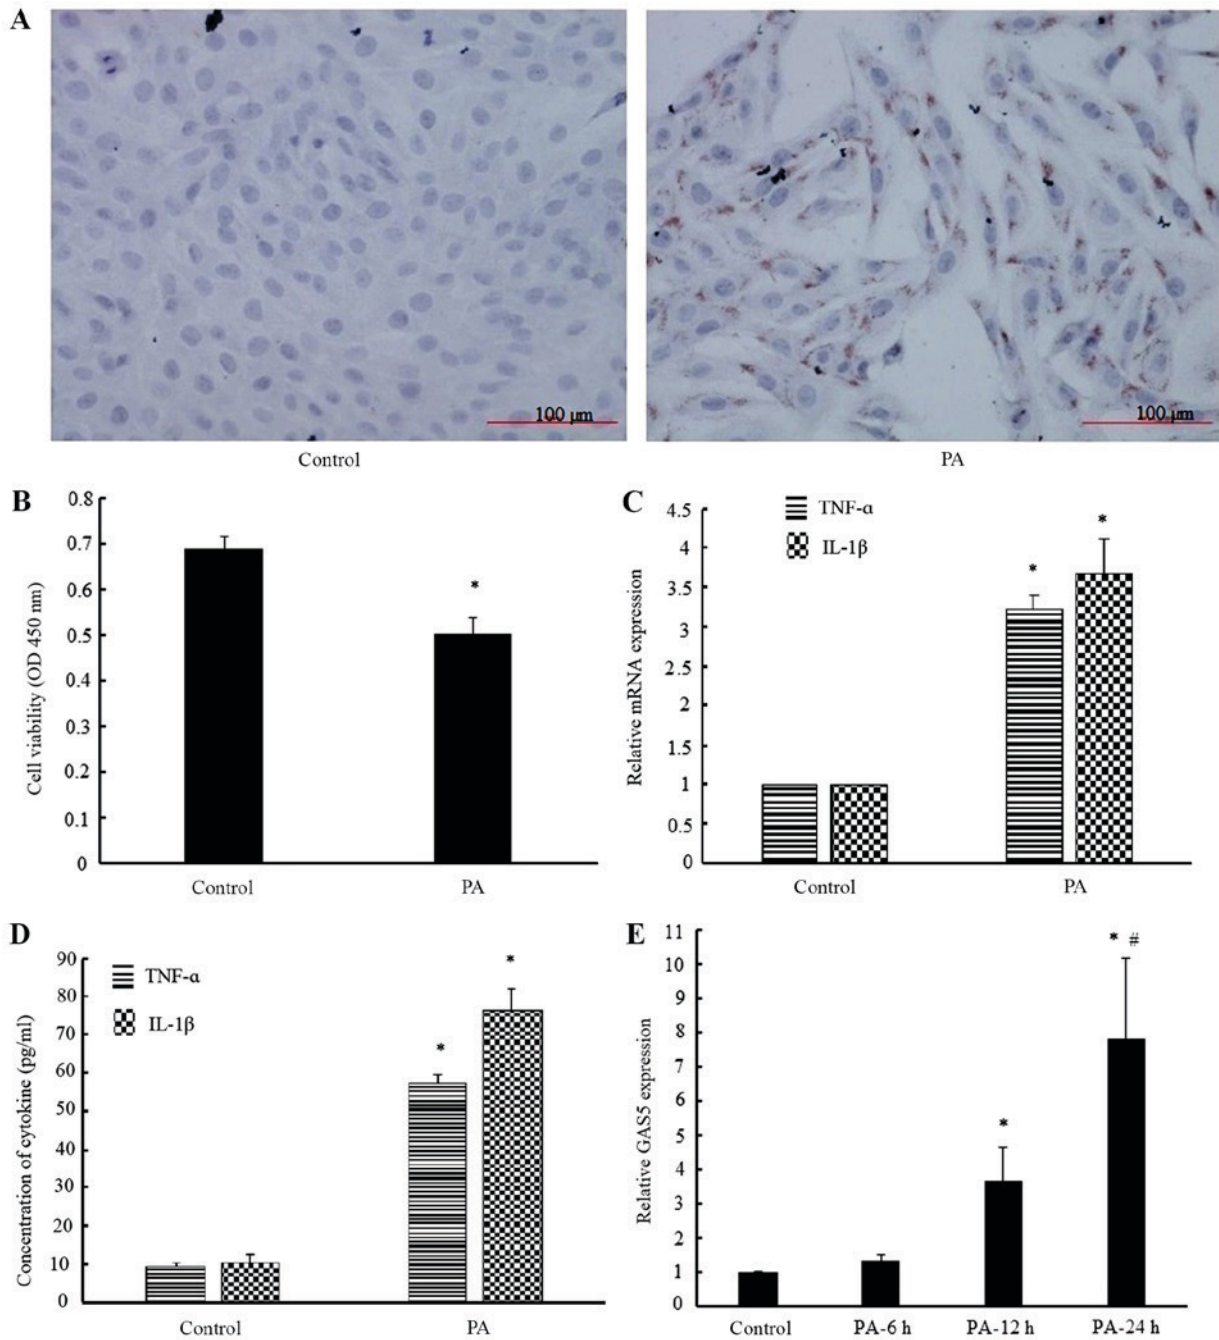 A
100 µm
100 µm
Control
PA
B
Cell viability (OD 450 nm)
0.8
0.7
0.6
0.5
0.4
0.3
0.2
0.1
0
*
Control
PA
C
TNF-α
IL-1β
Relative mRNA expression
4.5
4
3.5
3
2.5
2
1.5
1
0.5
0
*
*
Control
PA
D
TNF-α
IL-1β
Concentration of cytokine (pg/ml)
90
80
70
60
50
40
30
20
10
0
*
*
Control
PA
E
Relative GAS5 expression
11
10
9
8
7
6
5
4
3
2
1
0
*
* #
Control
PA-6 h
PA-12 h
PA-24 h